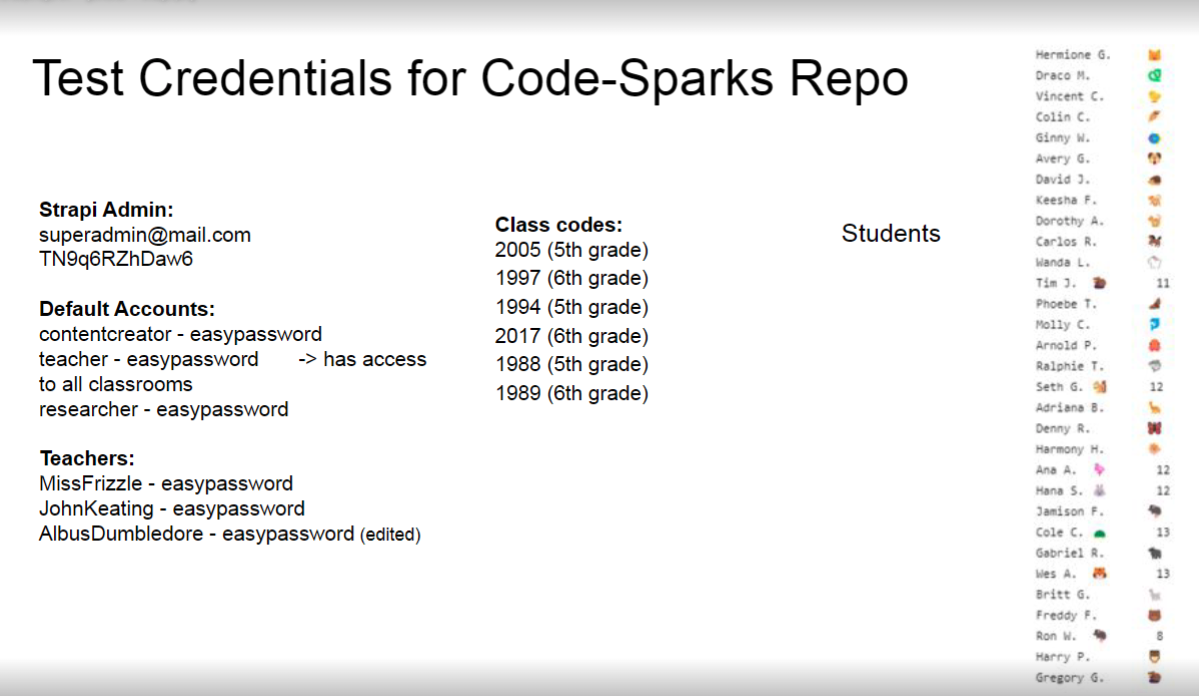 Test Credentials for Code-Sparks Repo
Strapi Admin:
superadmin@mail.com
TN9q6RZhDaw6
Default Accounts:
contentcreator - easypassword
teacher - easypassword -> has access
to all classrooms
researcher - easypassword
Teachers:
MissFrizzle - easypassword
JohnKeating - easypassword
AlbusDumbledore - easypassword (edited)
Class codes:
2005 (5th grade)
1997 (6th grade)
1994 (5th grade)
2017 (6th grade)
1988 (5th grade)
1989 (6th grade)
Students
Hermione G.
Draco M.
Vincent C.
Colin C.
Ginny W.
Avery G.
David J.
Keesha F.
Dorothy A.
Carlos R.
Wanda L.
Tim J. 11
Phoebe T.
Molly C.
Arnold P.
Ralphie T.
Seth G. 12
Adriana B.
Denny R.
Harmony H.
Ana A. 12
Hana S. 12
Jamison F.
Cole C. 13
Gabriel R.
Wes A. 13
Britt G.
Freddy F.
Ron W. 8
Harry P.
Gregory G.